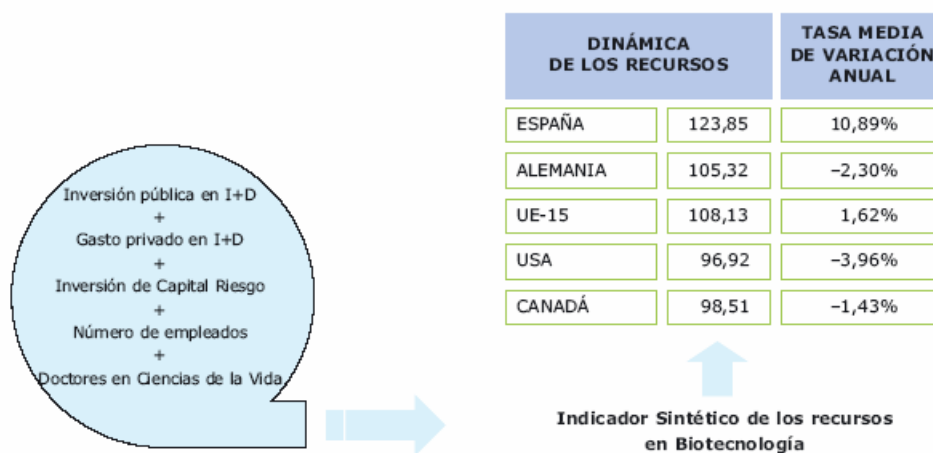 Inversión pública en I+D
+
Gasto privado en I+D
+
Inversión de Capital Riesgo
+
Número de empleados
+
Doctores en Ciencias de la Vida
DINÁMICA
DE LOS RECURSOS
TASA MEDIA
DE VARIACIÓN
ANUAL
ESPAÑA 123,85 10,89%
ALEMANIA 105,32 –2,30%
UE-15 108,13 1,62%
USA 96,92 –3,96%
CANADÁ 98,51 –1,43%
Indicador Sintético de los recursos
en Biotecnología